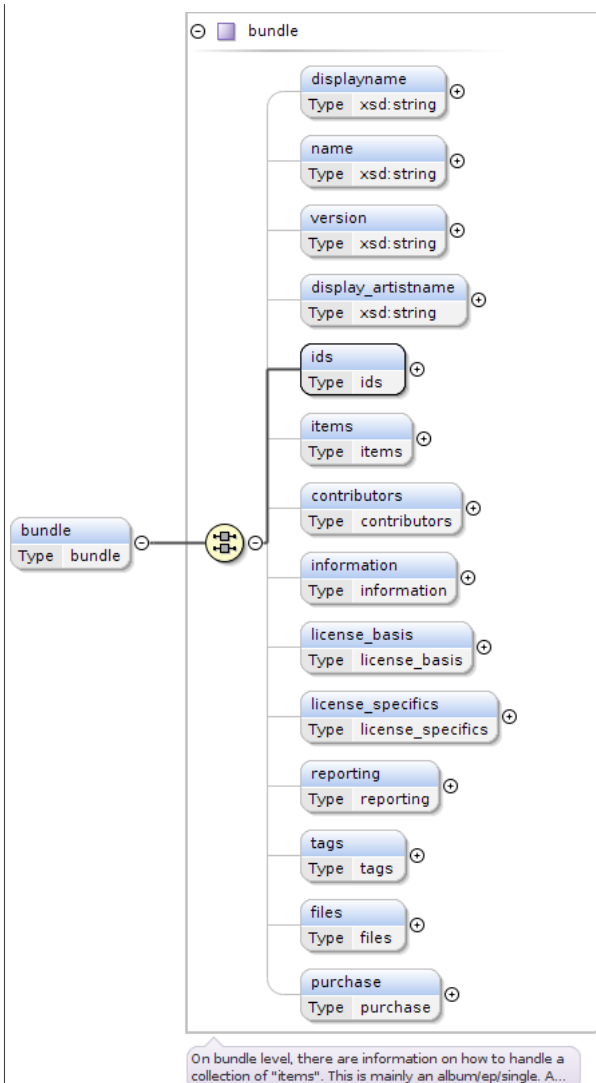 bundle
displayname
Type xsd:string
name
Type xsd:string
version
Type xsd:string
display_artistname
Type xsd:string
ids
Type ids
items
Type items
contributors
Type contributors
bundle
Type bundle
information
Type information
license_basis
Type license_basis
license_specifics
Type license_specifics
reporting
Type reporting
tags
Type tags
files
Type files
purchase
Type purchase
On bundle level, there are information on how to handle a
collection of "items". This is mainly an album/ep/single. A...